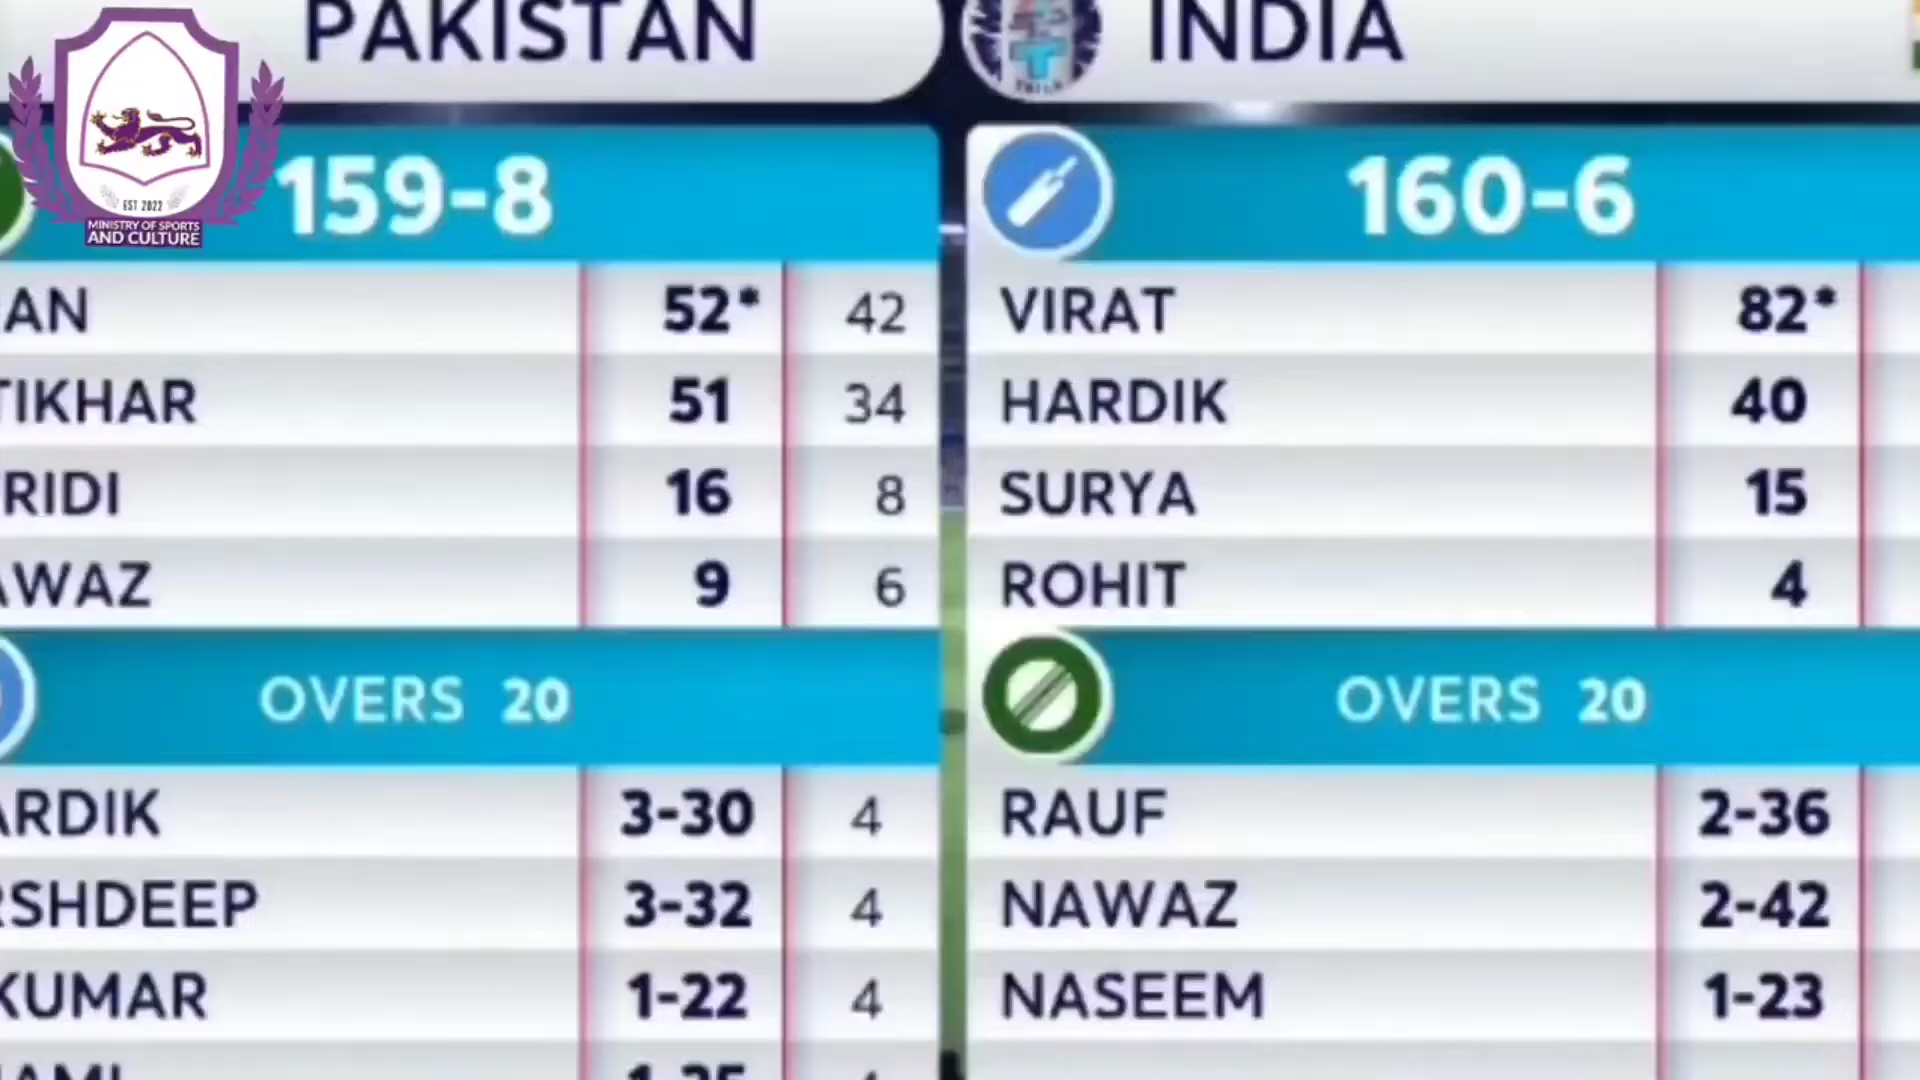 PAKISTAN
INDIA
EST 2022
MINISTRY OF SPORTS
AND CULTURE
159-8
160-6
AN 52* 42
TIKHAR 51 34
RIDI 16 8
AWAZ 9 6
VIRAT 82*
HARDIK 40
SURYA 15
ROHIT 4
OVERS 20
OVERS 20
ARDIK 3-30 4
RSHDEEP 3-32 4
KUMAR 1-22 4
RAUF 2-36
NAWAZ 2-42
NASEEM 1-23